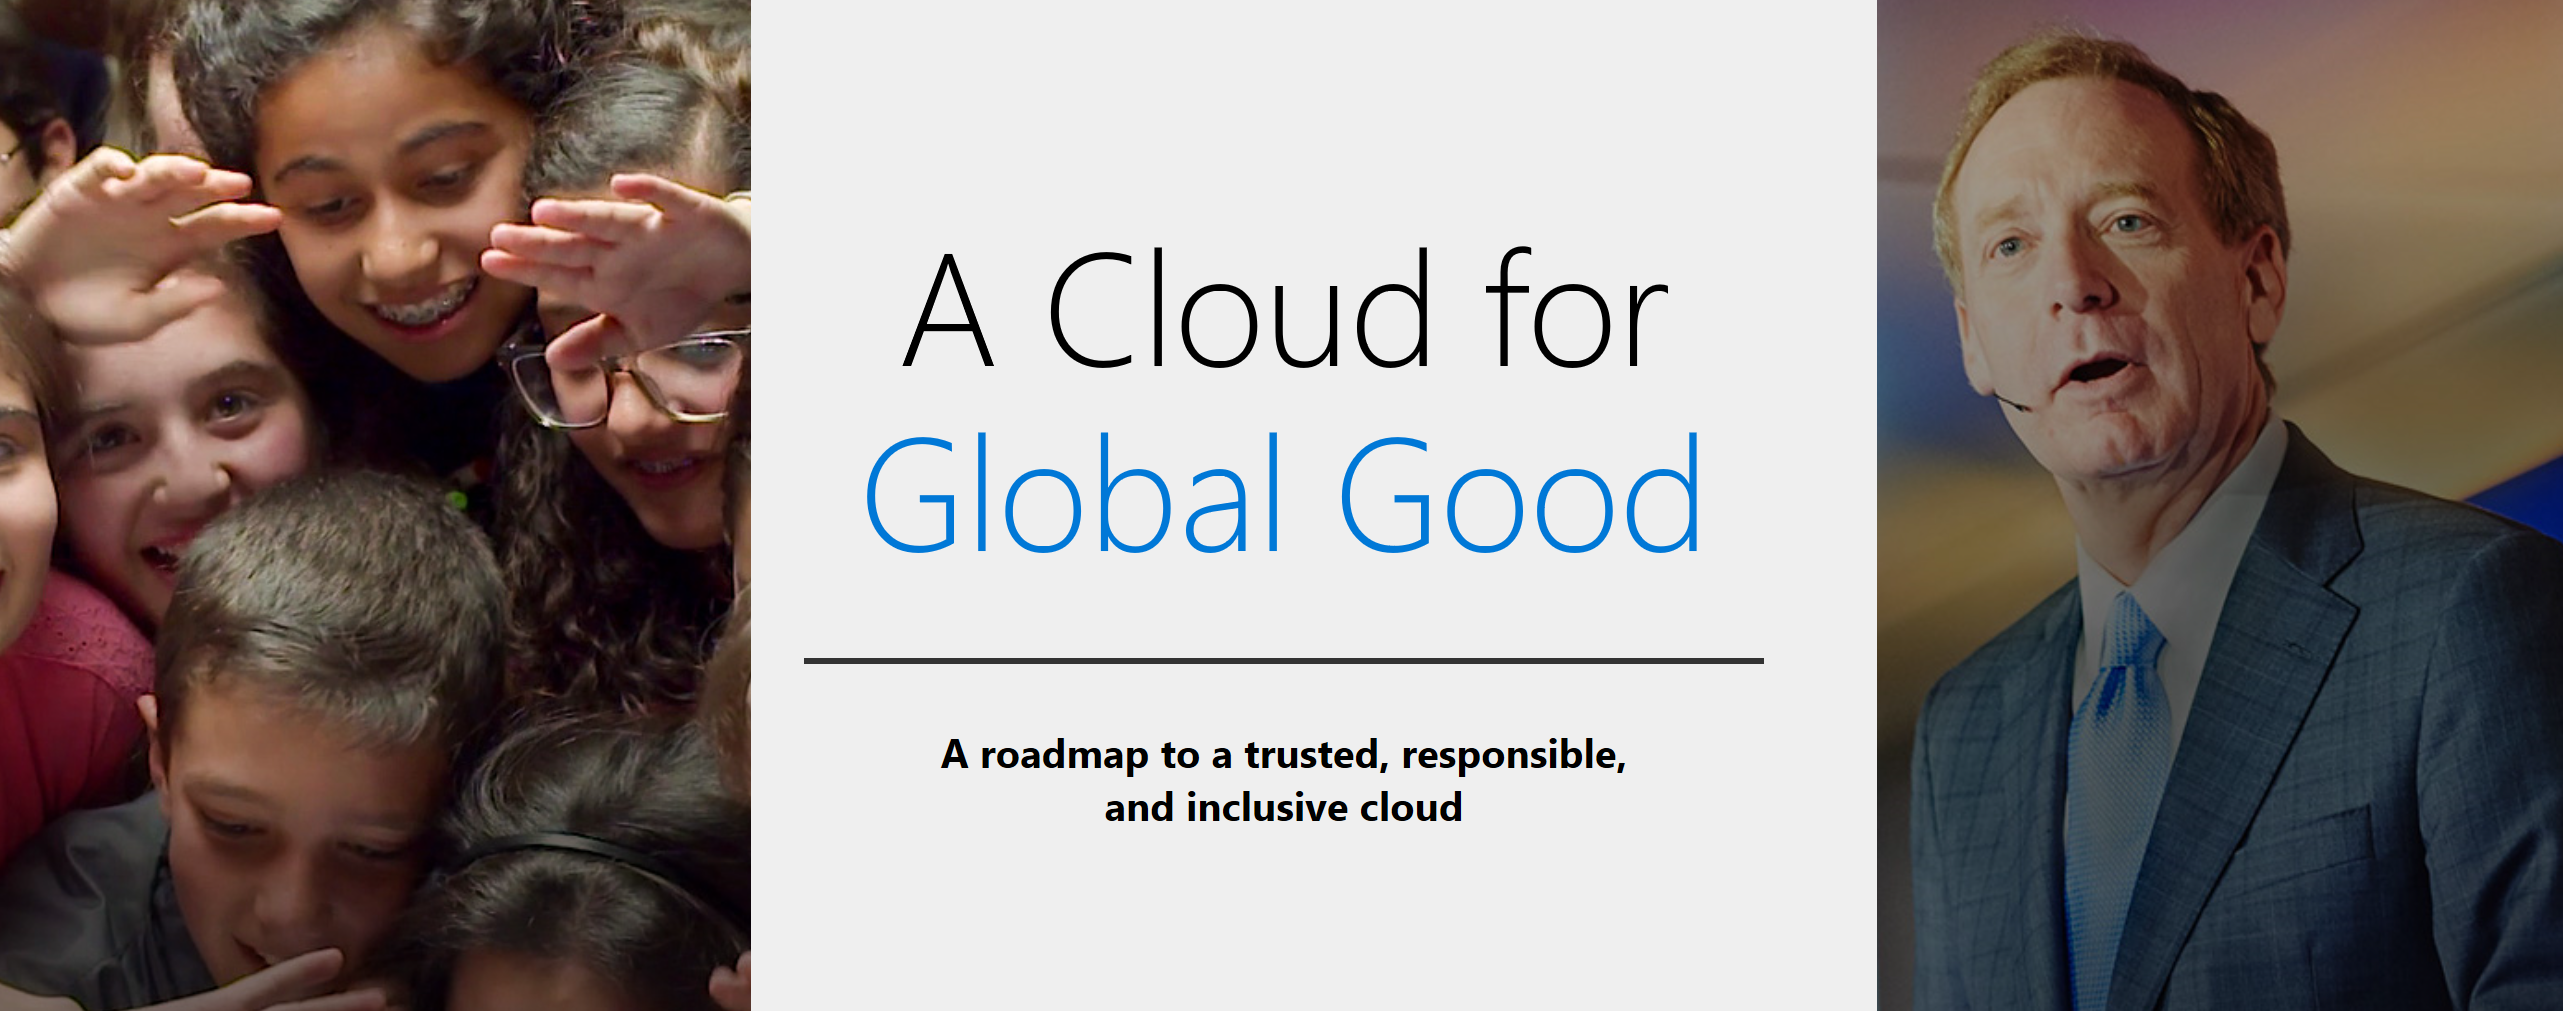 A Cloud for
Global Good
A roadmap to a trusted, responsible,
and inclusive cloud